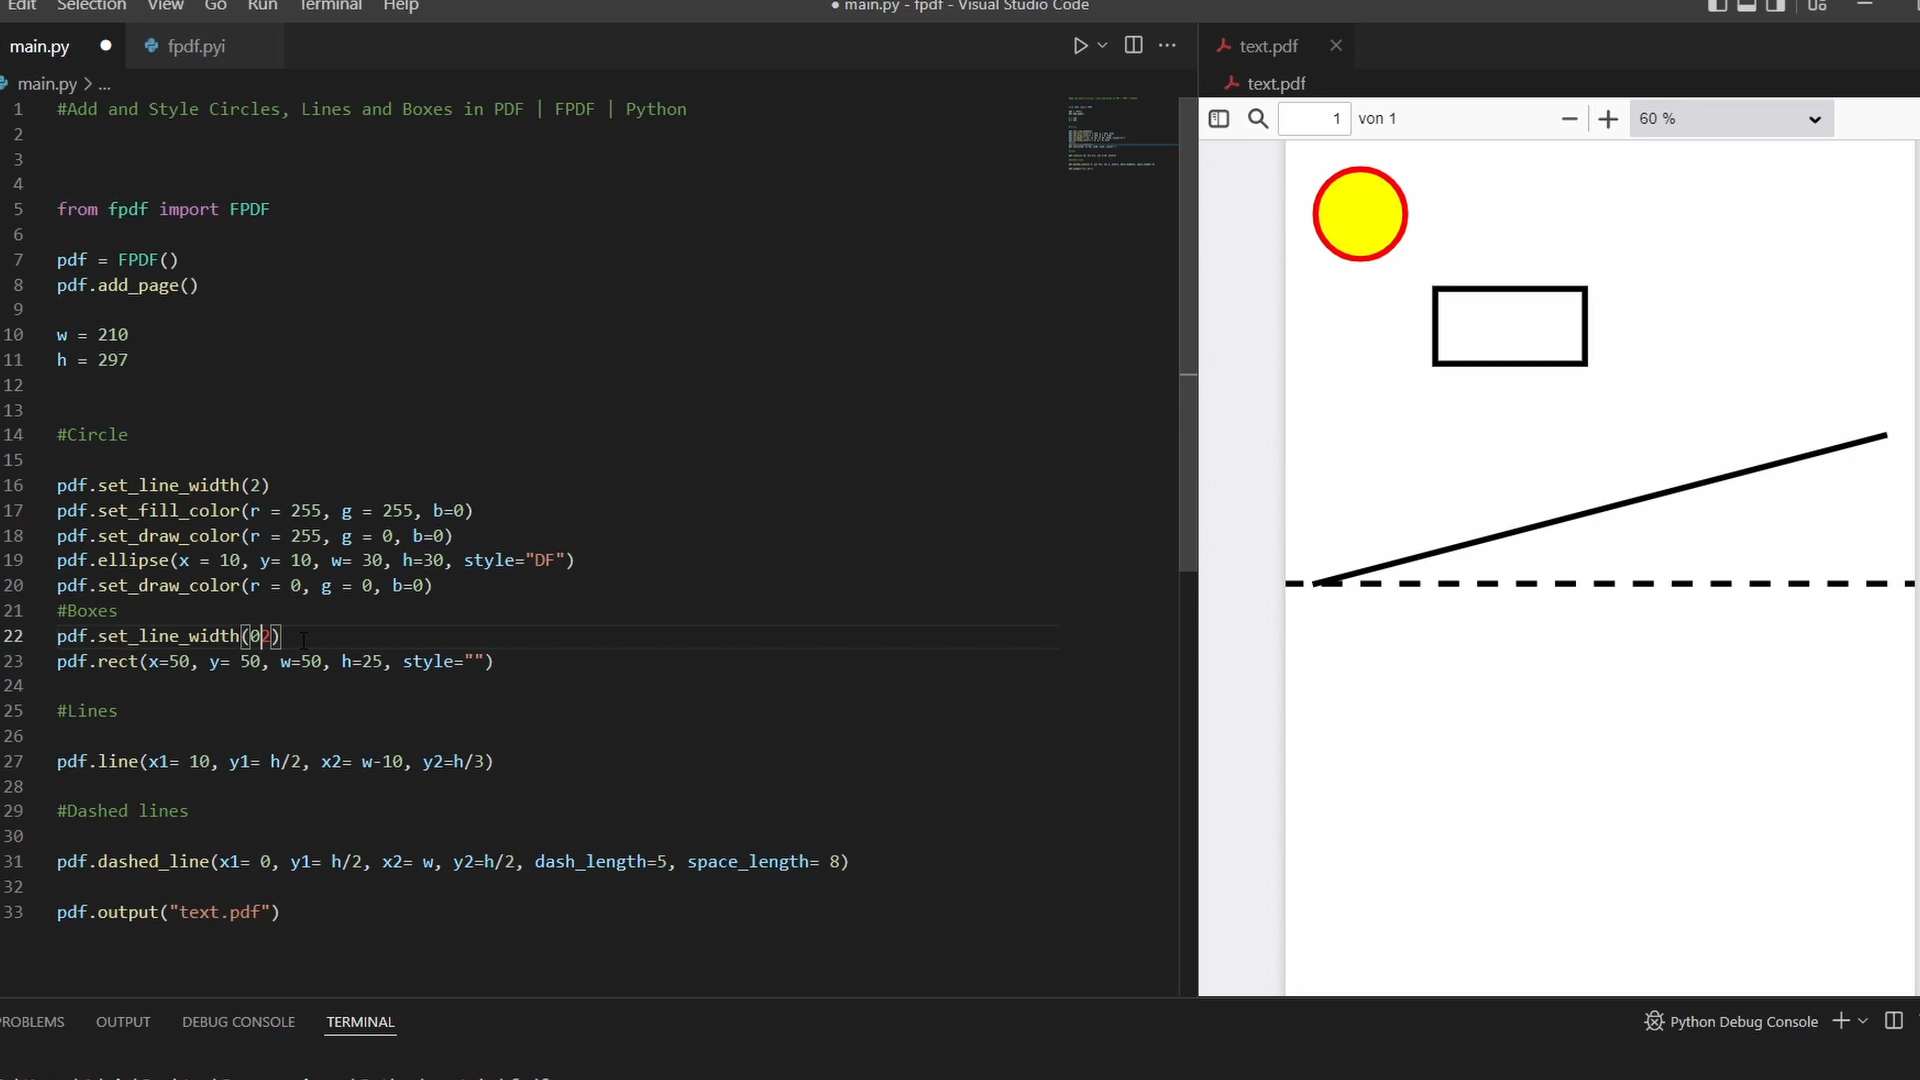 Edit Selection View Go Run Terminal Help
● main.py - fpdf - Visual Studio Code
main.py ●
fpdf.pyi
text.pdf
main.py > ...
text.pdf
1 von 1
60 %
1 #Add and Style Circles, Lines and Boxes in PDF | FPDF | Python
2
3
4
5 from fpdf import FPDF
6
7 pdf = FPDF()
8 pdf.add_page()
9
10 w = 210
11 h = 297
12
13
14 #Circle
15
16 pdf.set_line_width(2)
17 pdf.set_fill_color(r = 255, g = 255, b=0)
18 pdf.set_draw_color(r = 255, g = 0, b=0)
19 pdf.ellipse(x = 10, y= 10, w= 30, h=30, style="DF")
20 pdf.set_draw_color(r = 0, g = 0, b=0)
21 #Boxes
22 pdf.set_line_width(02)
23 pdf.rect(x=50, y= 50, w=50, h=25, style="")
24
25 #Lines
26
27 pdf.line(x1= 10, y1= h/2, x2= w-10, y2=h/3)
28
29 #Dashed lines
30
31 pdf.dashed_line(x1= 0, y1= h/2, x2= w, y2=h/2, dash_length=5, space_length= 8)
32
33 pdf.output("text.pdf")
PROBLEMS OUTPUT DEBUG CONSOLE TERMINAL
Python Debug Console